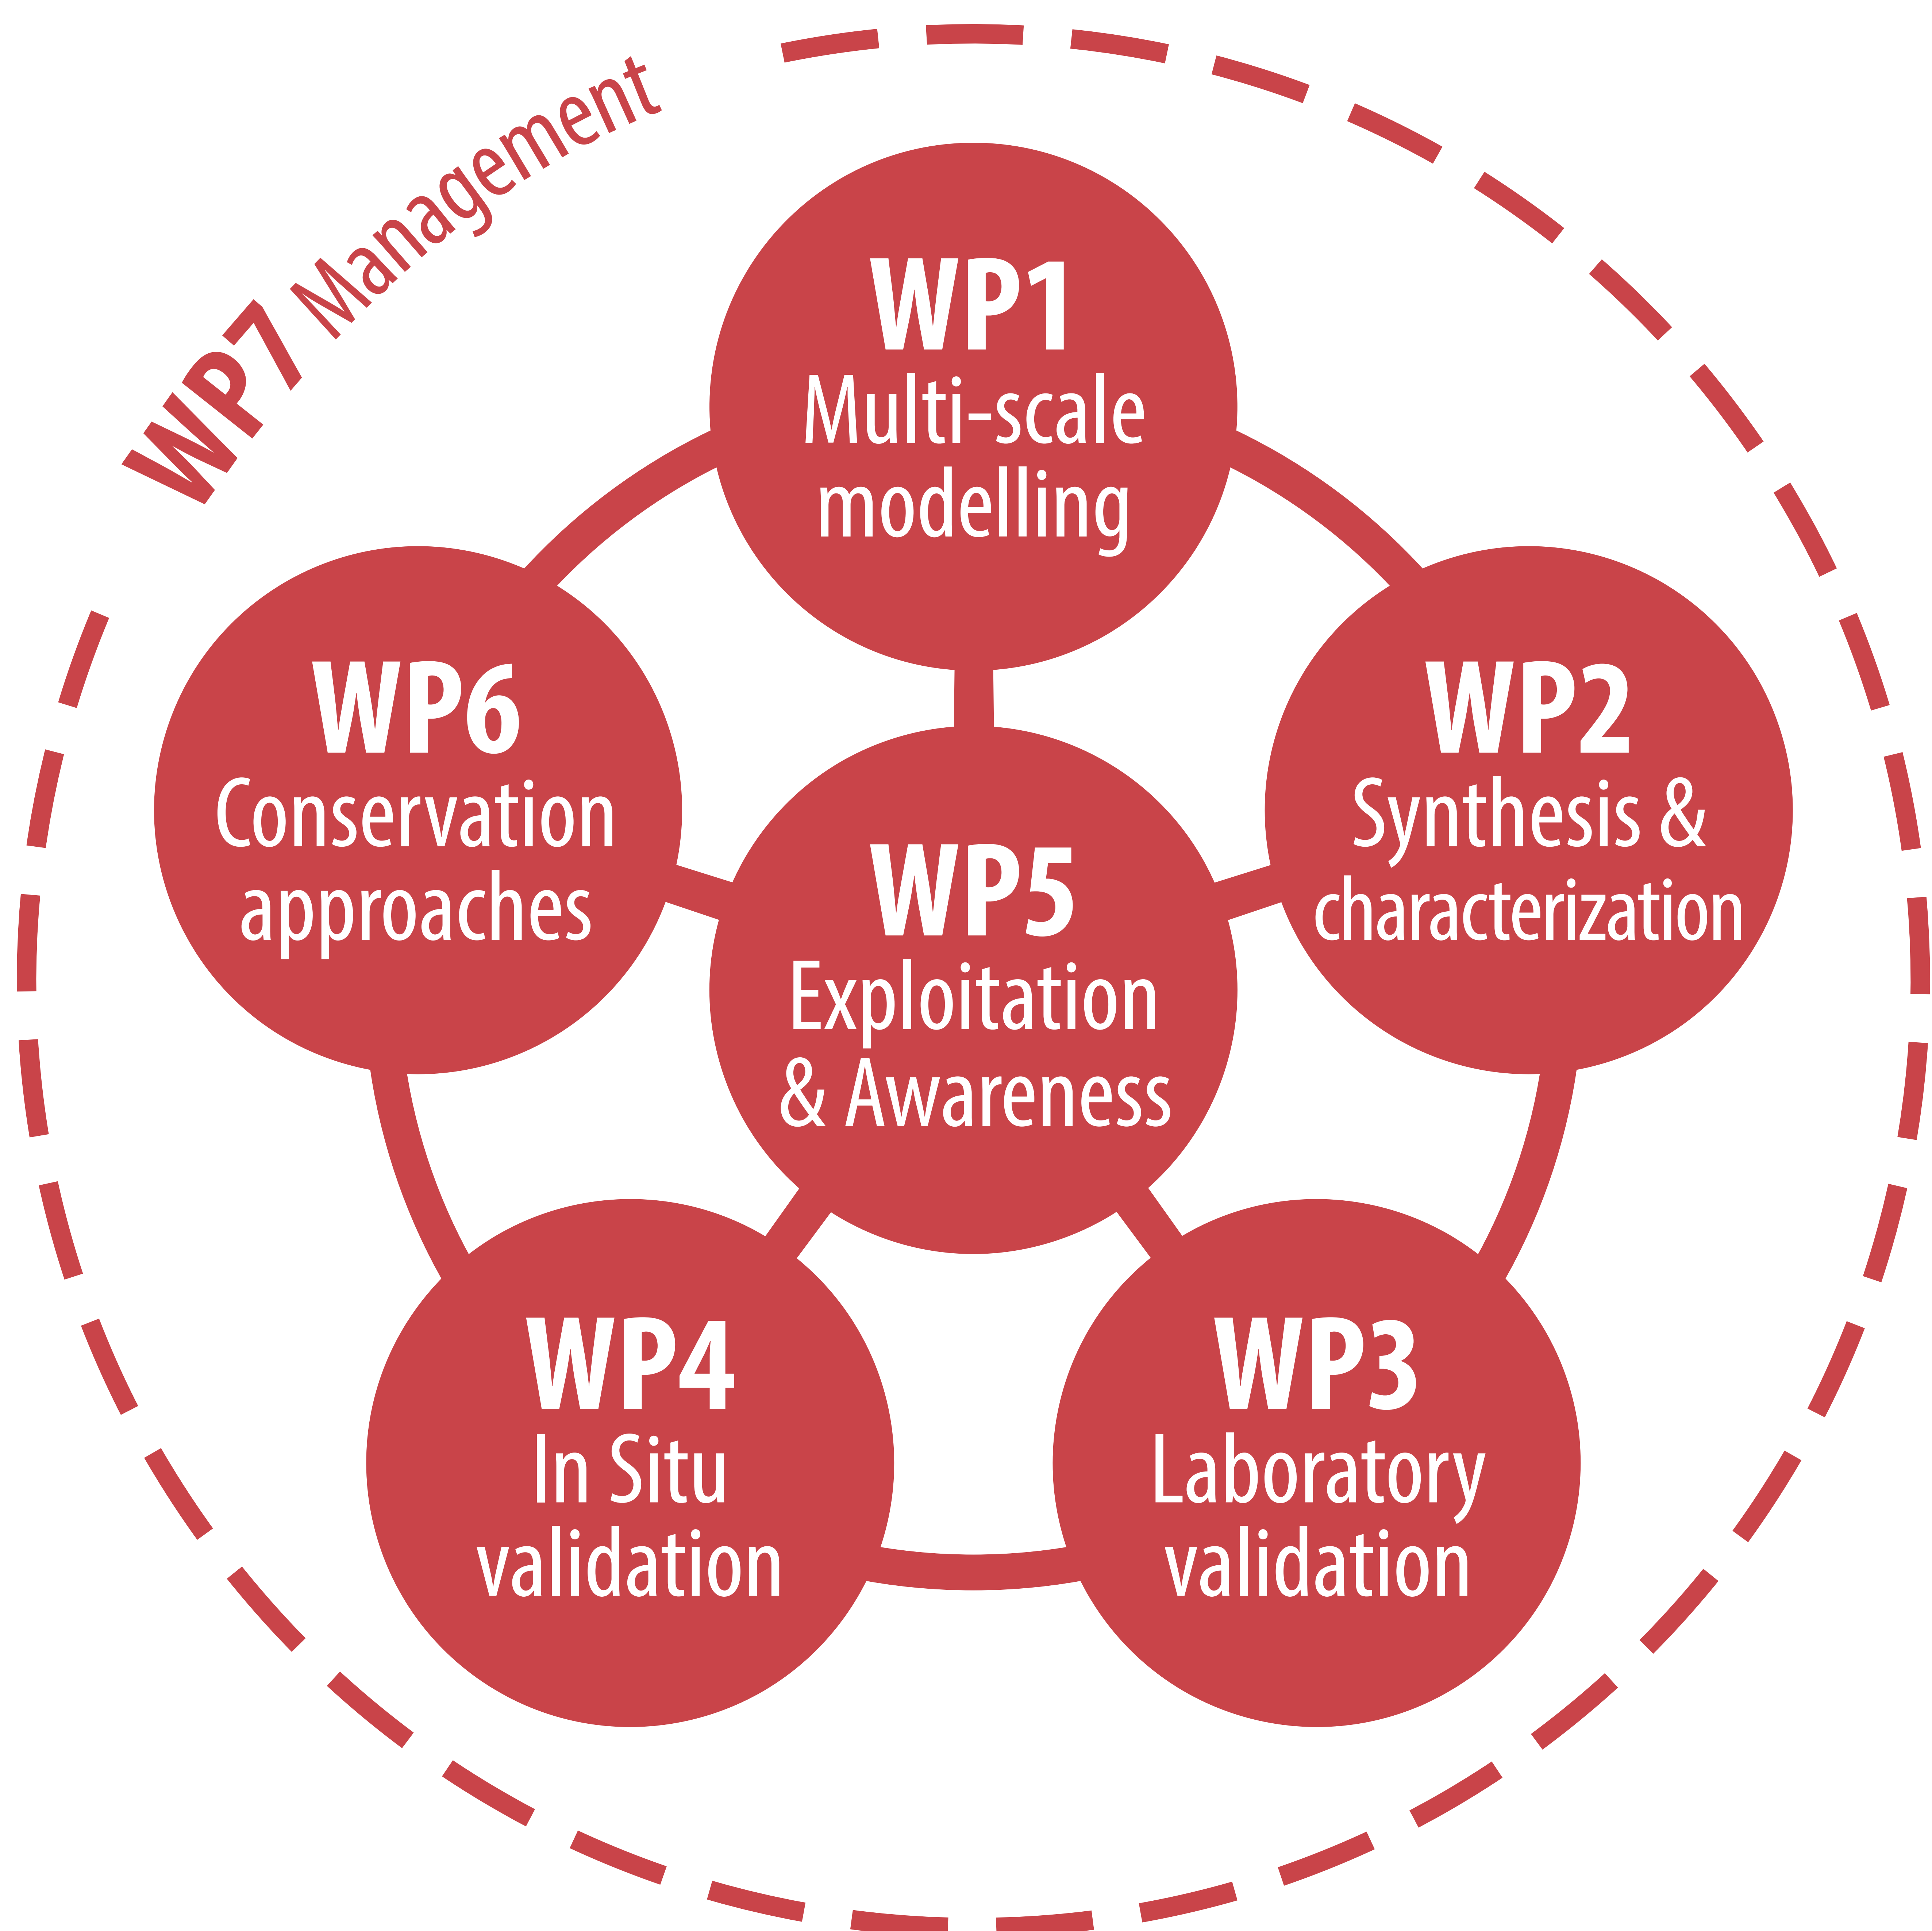 WP7 Management
WP1
Multi-scale
modelling
WP6
Conservation
approaches
WP2
Synthesis &
characterization
WP5
Exploitation
& Awareness
WP4
In Situ
validation
WP3
Laboratory
validation